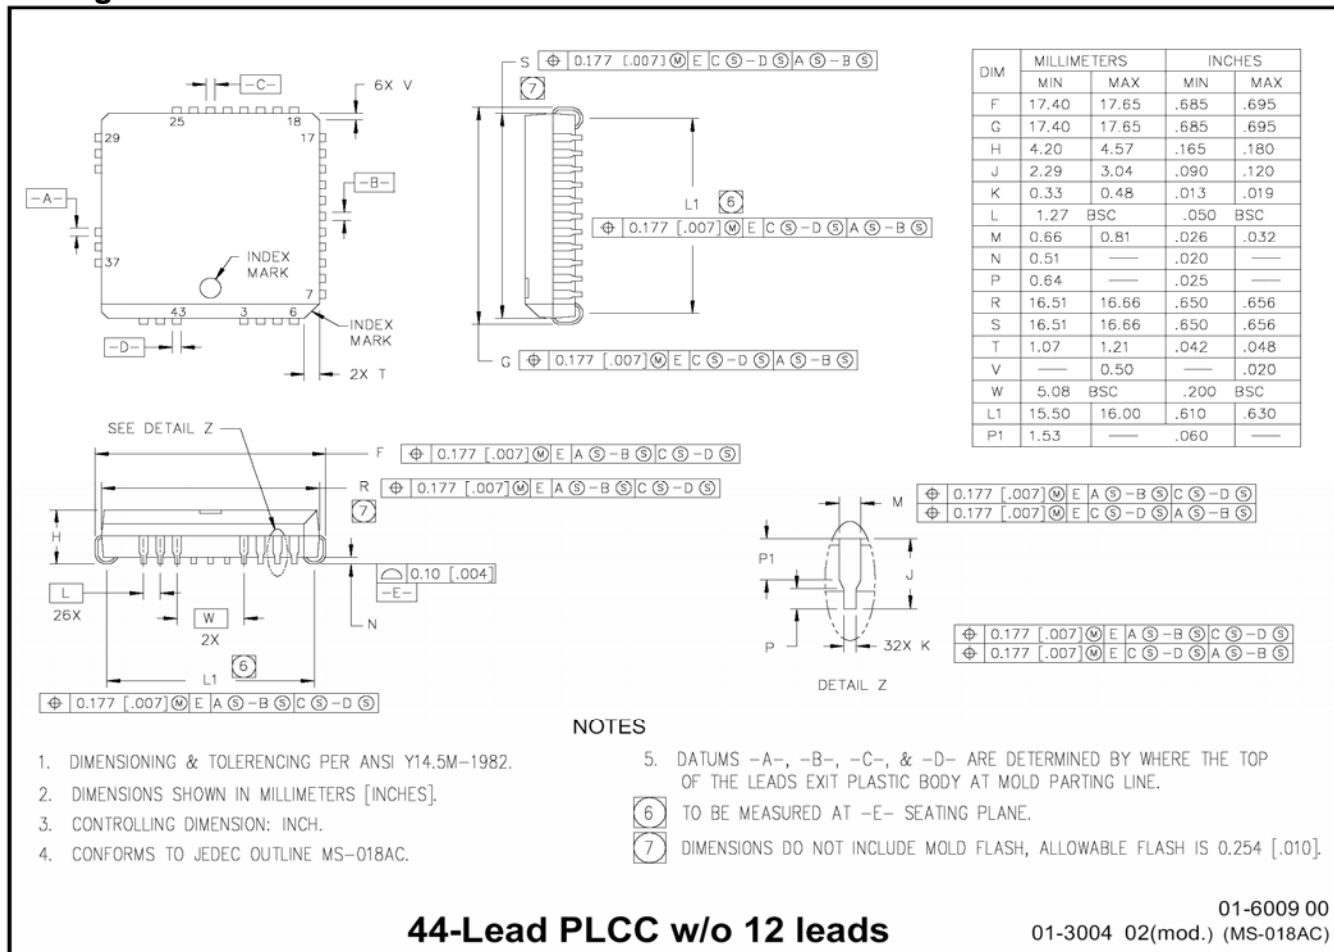 S ⌖ 0.177 [.007] Ⓜ E C Ⓢ -D Ⓢ A Ⓢ -B Ⓢ
7
-C-
6X V
25 18
29 17
-A-
-B-
37
INDEX
MARK
7
43 3 6
INDEX
MARK
-D-
2X T
L1 6
⌖ 0.177 [.007] Ⓜ E C Ⓢ -D Ⓢ A Ⓢ -B Ⓢ
G ⌖ 0.177 [.007] Ⓜ E C Ⓢ -D Ⓢ A Ⓢ -B Ⓢ
DIM MILLIMETERS INCHES
MIN MAX MIN MAX
F 17.40 17.65 .685 .695
G 17.40 17.65 .685 .695
H 4.20 4.57 .165 .180
J 2.29 3.04 .090 .120
K 0.33 0.48 .013 .019
L 1.27 BSC .050 BSC
M 0.66 0.81 .026 .032
N 0.51 — .020 —
P 0.64 — .025 —
R 16.51 16.66 .650 .656
S 16.51 16.66 .650 .656
T 1.07 1.21 .042 .048
V — 0.50 — .020
W 5.08 BSC .200 BSC
L1 15.50 16.00 .610 .630
P1 1.53 — .060 —
SEE DETAIL Z
F ⌖ 0.177 [.007] Ⓜ E A Ⓢ -B Ⓢ C Ⓢ -D Ⓢ
R ⌖ 0.177 [.007] Ⓜ E A Ⓢ -B Ⓢ C Ⓢ -D Ⓢ
7
H
⌓ 0.10 [.004]
-E-
L
26X
W
2X
N
L1 6
⌖ 0.177 [.007] Ⓜ E A Ⓢ -B Ⓢ C Ⓢ -D Ⓢ
M ⌖ 0.177 [.007] Ⓜ E A Ⓢ -B Ⓢ C Ⓢ -D Ⓢ
⌖ 0.177 [.007] Ⓜ E C Ⓢ -D Ⓢ A Ⓢ -B Ⓢ
P1
J
P
32X K
⌖ 0.177 [.007] Ⓜ E A Ⓢ -B Ⓢ C Ⓢ -D Ⓢ
⌖ 0.177 [.007] Ⓜ E C Ⓢ -D Ⓢ A Ⓢ -B Ⓢ
DETAIL Z
NOTES
1. DIMENSIONING & TOLERENCING PER ANSI Y14.5M-1982.
2. DIMENSIONS SHOWN IN MILLIMETERS [INCHES].
3. CONTROLLING DIMENSION: INCH.
4. CONFORMS TO JEDEC OUTLINE MS-018AC.
5. DATUMS -A-, -B-, -C-, & -D- ARE DETERMINED BY WHERE THE TOP
OF THE LEADS EXIT PLASTIC BODY AT MOLD PARTING LINE.
6 TO BE MEASURED AT -E- SEATING PLANE.
7 DIMENSIONS DO NOT INCLUDE MOLD FLASH, ALLOWABLE FLASH IS 0.254 [.010].
44-Lead PLCC w/o 12 leads
01-6009 00
01-3004 02(mod.) (MS-018AC)